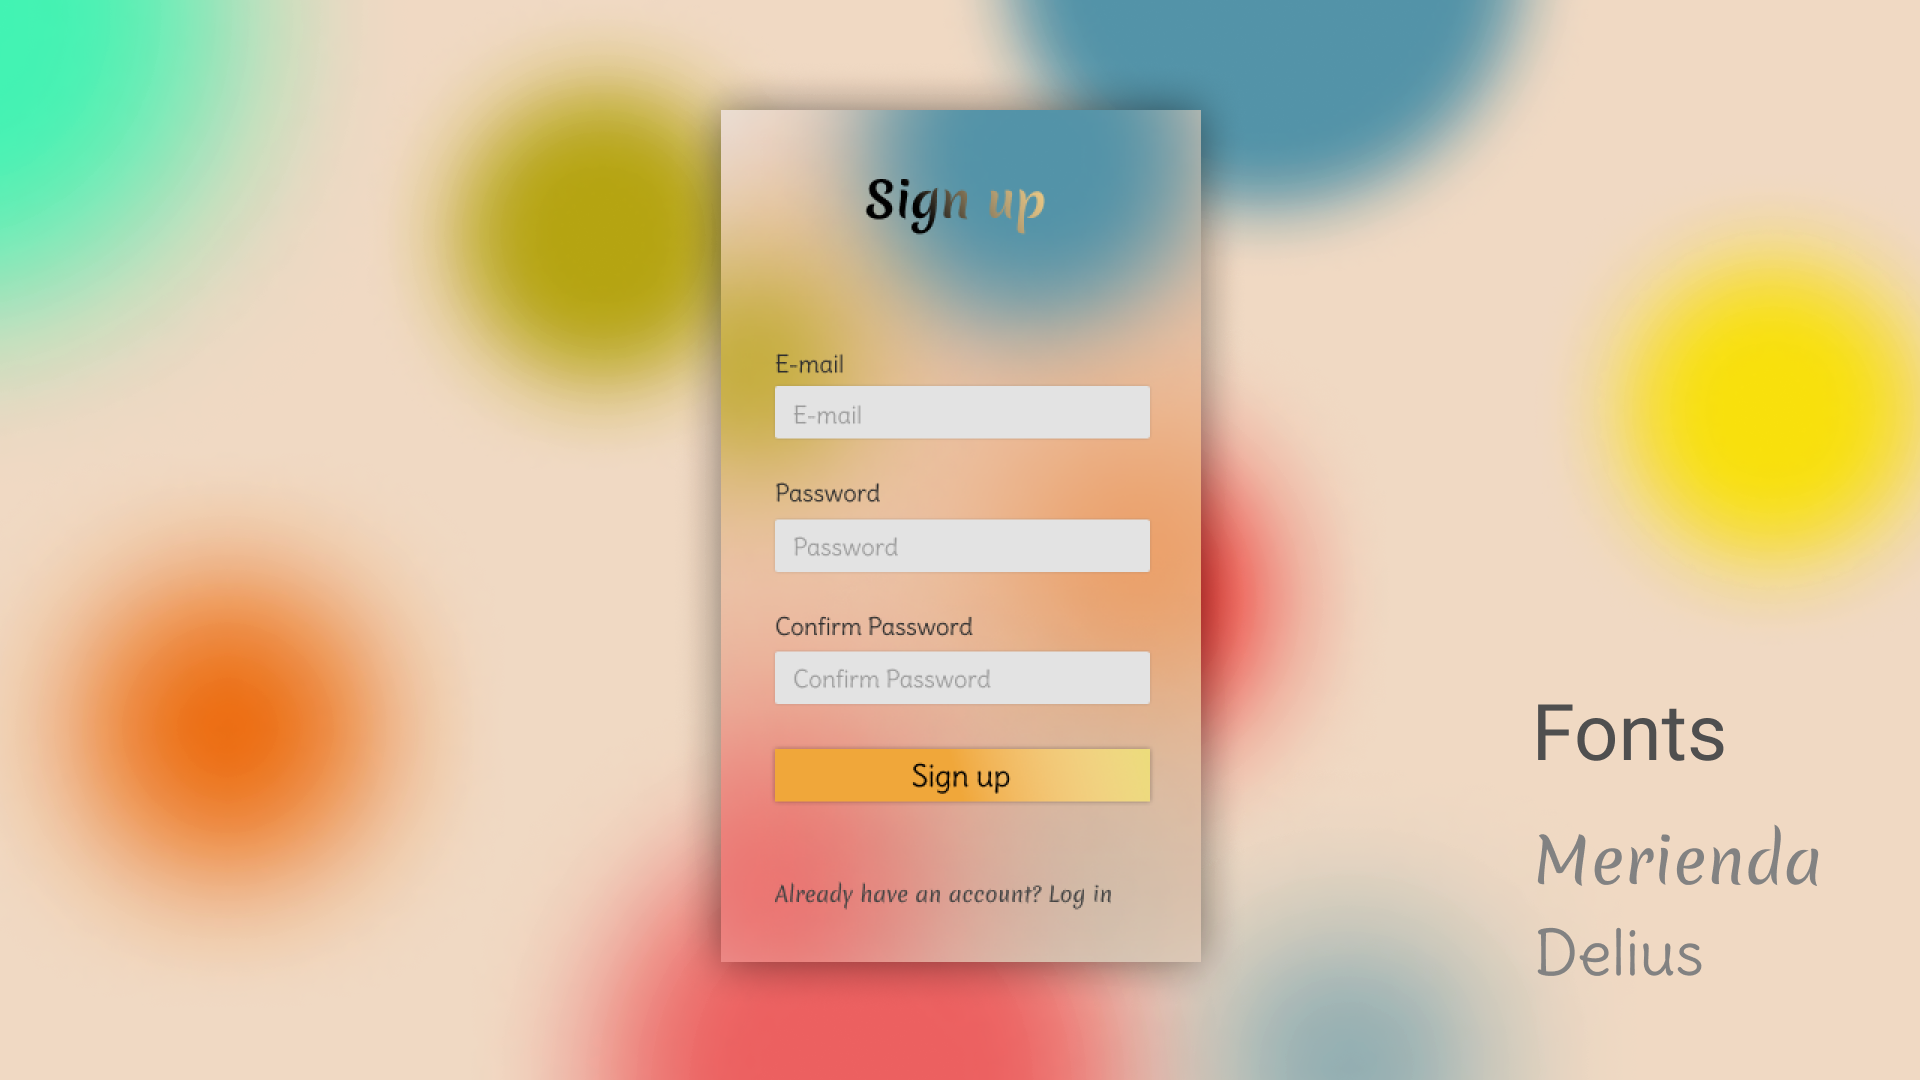 Sign up
E-mail
E-mail
Password
Password
Confirm Password
Confirm Password
Sign up
Already have an account? Log in
Fonts
Merienda
Delius